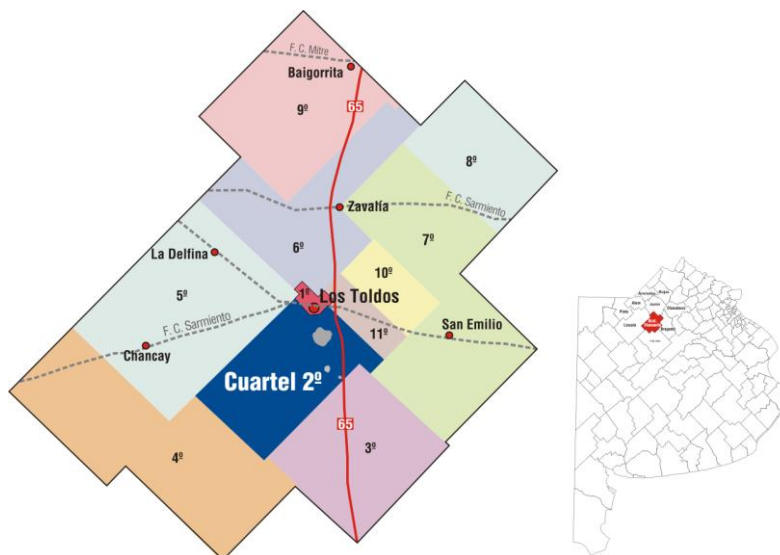 F. C. Mitre
Baigorrita
65
9º
8º
Zavalía
F. C. Sarmiento
7º
6º
La Delfina
10º
1º
Los Toldos
5º
F. C. Sarmiento
11º
San Emilio
Chancay
Cuartel 2º
65
3º
4º